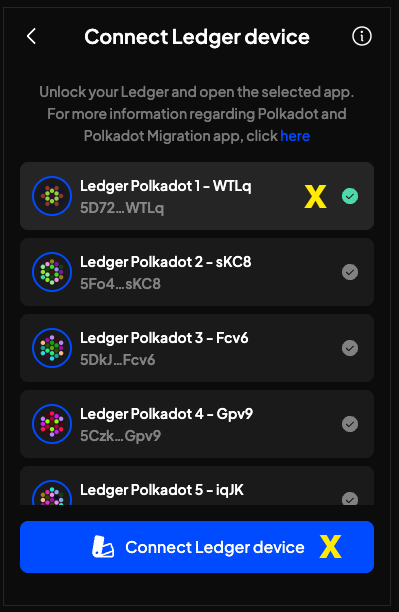 Connect Ledger device
Unlock your Ledger and open the selected app.
For more information regarding Polkadot and
Polkadot Migration app, click here
Ledger Polkadot 1 - WTLq
X
5D72...WTLq
Ledger Polkadot 2 - sKC8
5Fo4...sKC8
Ledger Polkadot 3 - Fcv6
5DkJ...Fcv6
Ledger Polkadot 4 - Gpv9
5Czk...Gpv9
Ledger Polkadot 5 - iqJK
Connect Ledger device X